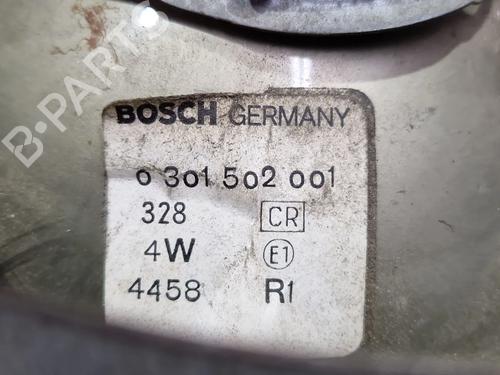 BOSCH GERMANY
0 301 502 001
328 CR
4W E1
4458 R1
B-PARTS